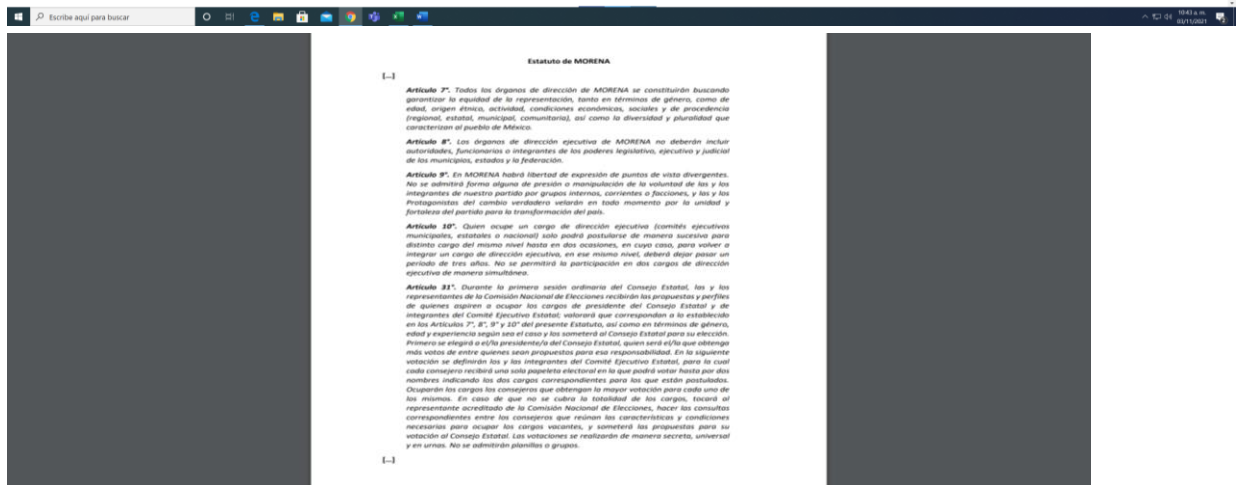 Escribe aquí para buscar
10:43 a. m.
03/11/2021
Estatuto de MORENA
[...]
Artículo 7°. Todos los órganos de dirección de MORENA se constituirán buscando
garantizar la equidad de la representación, tanto en términos de género, como de
edad, origen étnico, actividad, condiciones económicas, sociales y de procedencia
(regional, estatal, municipal, comunitaria), así como la diversidad y pluralidad que
caracterizan al pueblo de México.
Artículo 8°. Los órganos de dirección ejecutiva de MORENA no deberán incluir
autoridades, funcionarios o integrantes de los poderes legislativo, ejecutivo y judicial
de los municipios, estados y la federación.
Artículo 9°. En MORENA habrá libertad de expresión de puntos de vista divergentes.
No se admitirá forma alguna de presión o manipulación de la voluntad de las y los
integrantes de nuestro partido por grupos internos, corrientes o facciones, y las y los
Protagonistas del cambio verdadero velarán en todo momento por la unidad y
fortaleza del partido para la transformación del país.
Artículo 10°. Quien ocupe un cargo de dirección ejecutiva (comités ejecutivos
municipales, estatales o nacional) solo podrá postularse de manera sucesiva para
distinto cargo del mismo nivel hasta en dos ocasiones, en cuyo caso, para volver a
integrar un cargo de dirección ejecutiva, en ese mismo nivel, deberá dejar pasar un
período de tres años. No se permitirá la participación en dos cargos de dirección
ejecutiva de manera simultánea.
Artículo 31°. Durante la primera sesión ordinaria del Consejo Estatal, las y los
representantes de la Comisión Nacional de Elecciones recibirán las propuestas y perfiles
de quienes aspiren a ocupar los cargos de presidente del Consejo Estatal y de
integrantes del Comité Ejecutivo Estatal; valorará que correspondan a lo establecido
en los Artículos 7°, 8°, 9° y 10° del presente Estatuto, así como en términos de género,
edad y experiencia según sea el caso y los someterá al Consejo Estatal para su elección.
Primero se elegirá a el/la presidente/a del Consejo Estatal, quien será el/la que obtenga
más votos de entre quienes sean propuestos para esa responsabilidad. En la siguiente
votación se definirán los y las integrantes del Comité Ejecutivo Estatal, para la cual
cada consejero recibirá una sola papeleta electoral en la que podrá votar hasta por dos
nombres indicando los dos cargos correspondientes para los que están postulados.
Ocuparán los cargos los consejeros que obtengan la mayor votación para cada uno de
los mismos. En caso de que no se cubra la totalidad de los cargos, tocará al
representante acreditado de la Comisión Nacional de Elecciones, hacer las consultas
correspondientes entre los consejeros que reúnan las características y condiciones
necesarias para ocupar los cargos vacantes, y someterá las propuestas para su
votación al Consejo Estatal. Las votaciones se realizarán de manera secreta, universal
y en urnas. No se admitirán planillas o grupos.
[...]